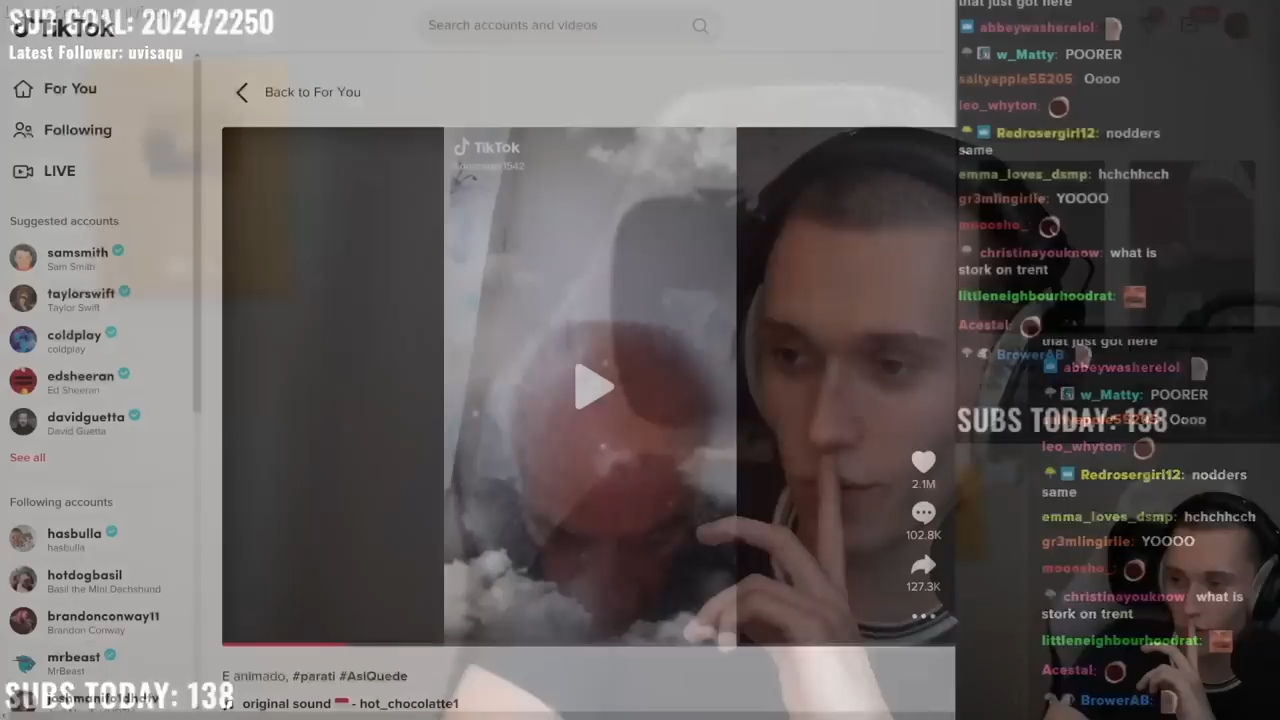 SUB GOAL: 2024/2250
TikTok
Latest Follower: uvisaqu
Search accounts and videos
For You
Following
LIVE
Suggested accounts
samsmith
Sam Smith
taylorswift
Taylor Swift
coldplay
coldplay
edsheeran
Ed Sheeran
davidguetta
David Guetta
See all
Following accounts
hasbulla
hasbulla
hotdogbasil
Basil the Mini Dachshund
brandonconway11
Brandon Conway
mrbeast
MrBeast
SUBS TODAY: 138
Back to For You
TikTok
2.1M
102.8K
127.3K
E animado, #parati #AsiQuede
original sound - hot_chocolatte1
that just got here
abbeywasherelol:
w_Matty: POORER
saltyapple55205 Oooo
leo_whyton:
Redrosergirl12: nodders
same
emma_loves_dsmp: hchchhcch
gr3mlingirlie: YOOOO
mooosho_:
christinayouknow: what is
stork on trent
littleneighbourhoodrat:
Acestal:
BrowerAB
SUBS TODAY: 138
that just got here
abbeywasherelol
w_Matty: POORER
Oooo
leo_whyton:
Redrosergirl12: nodders
same
emma_loves_dsmp: hchchhcch
gr3mlingirlie: YOOOO
mooosho_:
christinayouknow: what is
stork on trent
littleneighbourhoodrat:
Acestal:
BrowerAB: